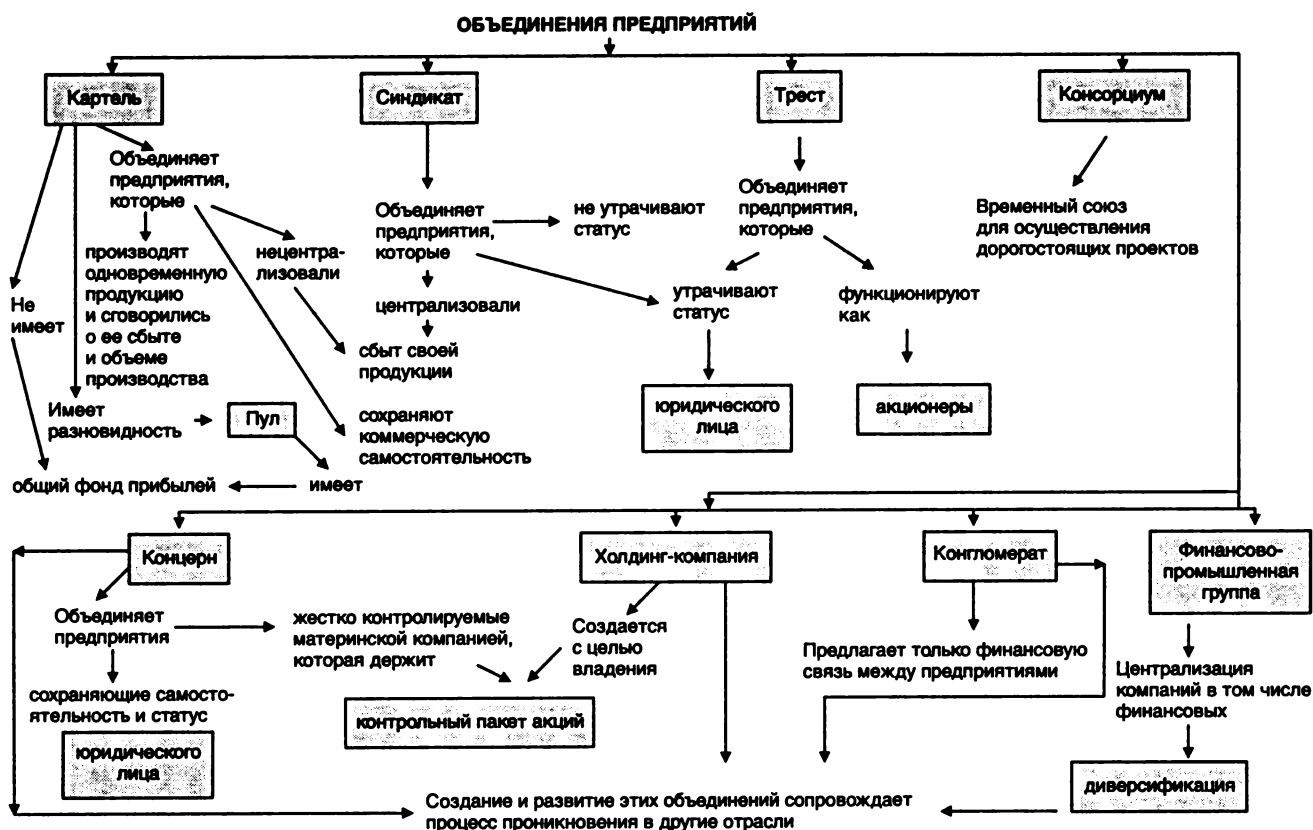 ОБЪЕДИНЕНИЯ ПРЕДПРИЯТИЙ
Картель
Синдикат
Трест
Консорциум
Объединяет
предприятия,
которые
производят
одновременную
продукцию
и сговорились
о ее сбыте
и объеме
производства
нецентра-
лизовали
Не
имеет
Имеет
разновидность
Пул
имеет
общий фонд прибылей
Объединяет
предприятия,
которые
не утрачивают
статус
централизовали
сбыт своей
продукции
сохраняют
коммерческую
самостоятельность
Объединяет
предприятия,
которые
утрачивают
статус
юридического
лица
функционируют
как
акционеры
Временный союз
для осуществления
дорогостоящих проектов
Концерн
Холдинг-компания
Конгломерат
Финансово-
промышленная
группа
Объединяет
предприятия
сохраняющие самосто-
ятельность и статус
юридического
лица
жестко контролируемые
материнской компанией,
которая держит
Создается
с целью
владения
контрольный пакет акций
Предлагает только финансовую
связь между предприятиями
Централизация
компаний в том числе
финансовых
диверсификация
Создание и развитие этих объединений сопровождает
процесс проникновения в другие отрасли